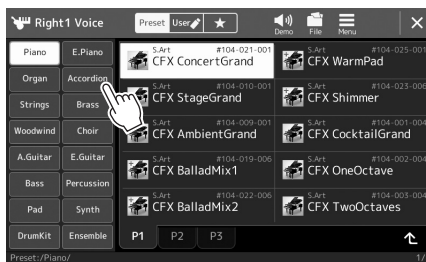 Right1 Voice
Preset User ★
Demo File Menu
Piano E.Piano
Organ Accordion
Strings Brass
Woodwind Choir
A.Guitar E.Guitar
Bass Percussion
Pad Synth
DrumKit Ensemble
S.Art #104-021-001
CFX ConcertGrand
S.Art #104-025-001
CFX WarmPad
S.Art #104-010-001
CFX StageGrand
S.Art #104-023-006
CFX Shimmer
S.Art #104-009-001
CFX AmbientGrand
S.Art #104-001-004
CFX CocktailGrand
S.Art #104-019-006
CFX BalladMix1
S.Art #104-002-004
CFX OneOctave
S.Art #104-022-006
CFX BalladMix2
S.Art #104-003-004
CFX TwoOctaves
P1 P2 P3
Preset:/Piano/
1/